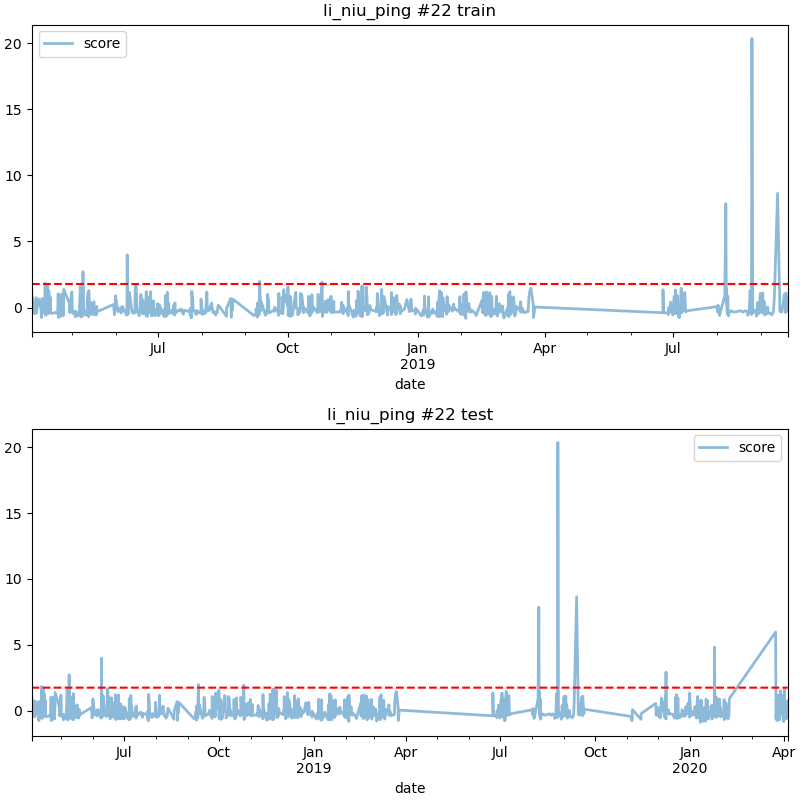 li_niu_ping #22 train
score
20
15
10
5
0
Jul Oct Jan Apr Jul
2019
date
li_niu_ping #22 test
score
20
15
10
5
0
Jul Oct Jan Apr Jul Oct Jan Apr
2019 2020
date